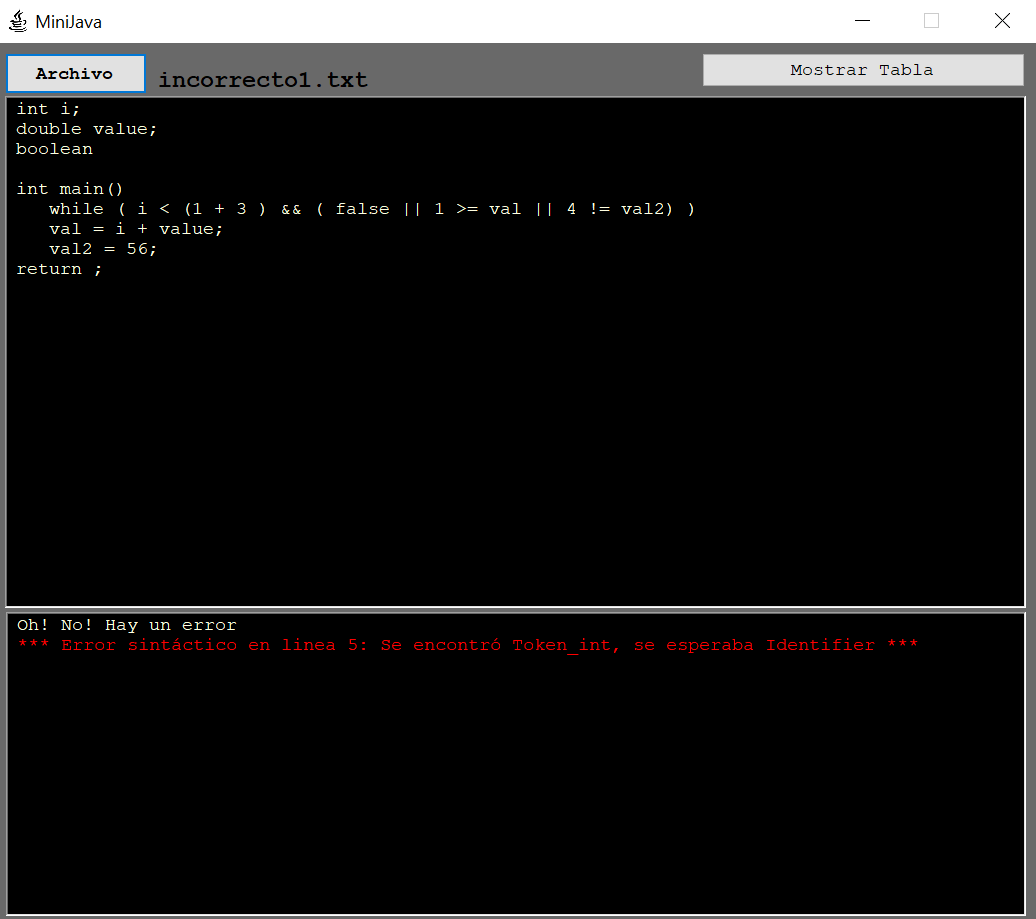 MiniJava
Archivo
incorrecto1.txt
Mostrar Tabla
int i;
double value;
boolean
int main()
while ( i < (1 + 3 ) && ( false || 1 >= val || 4 != val2) )
val = i + value;
val2 = 56;
return ;
Oh! No! Hay un error
*** Error sintáctico en linea 5: Se encontró Token_int, se esperaba Identifier ***